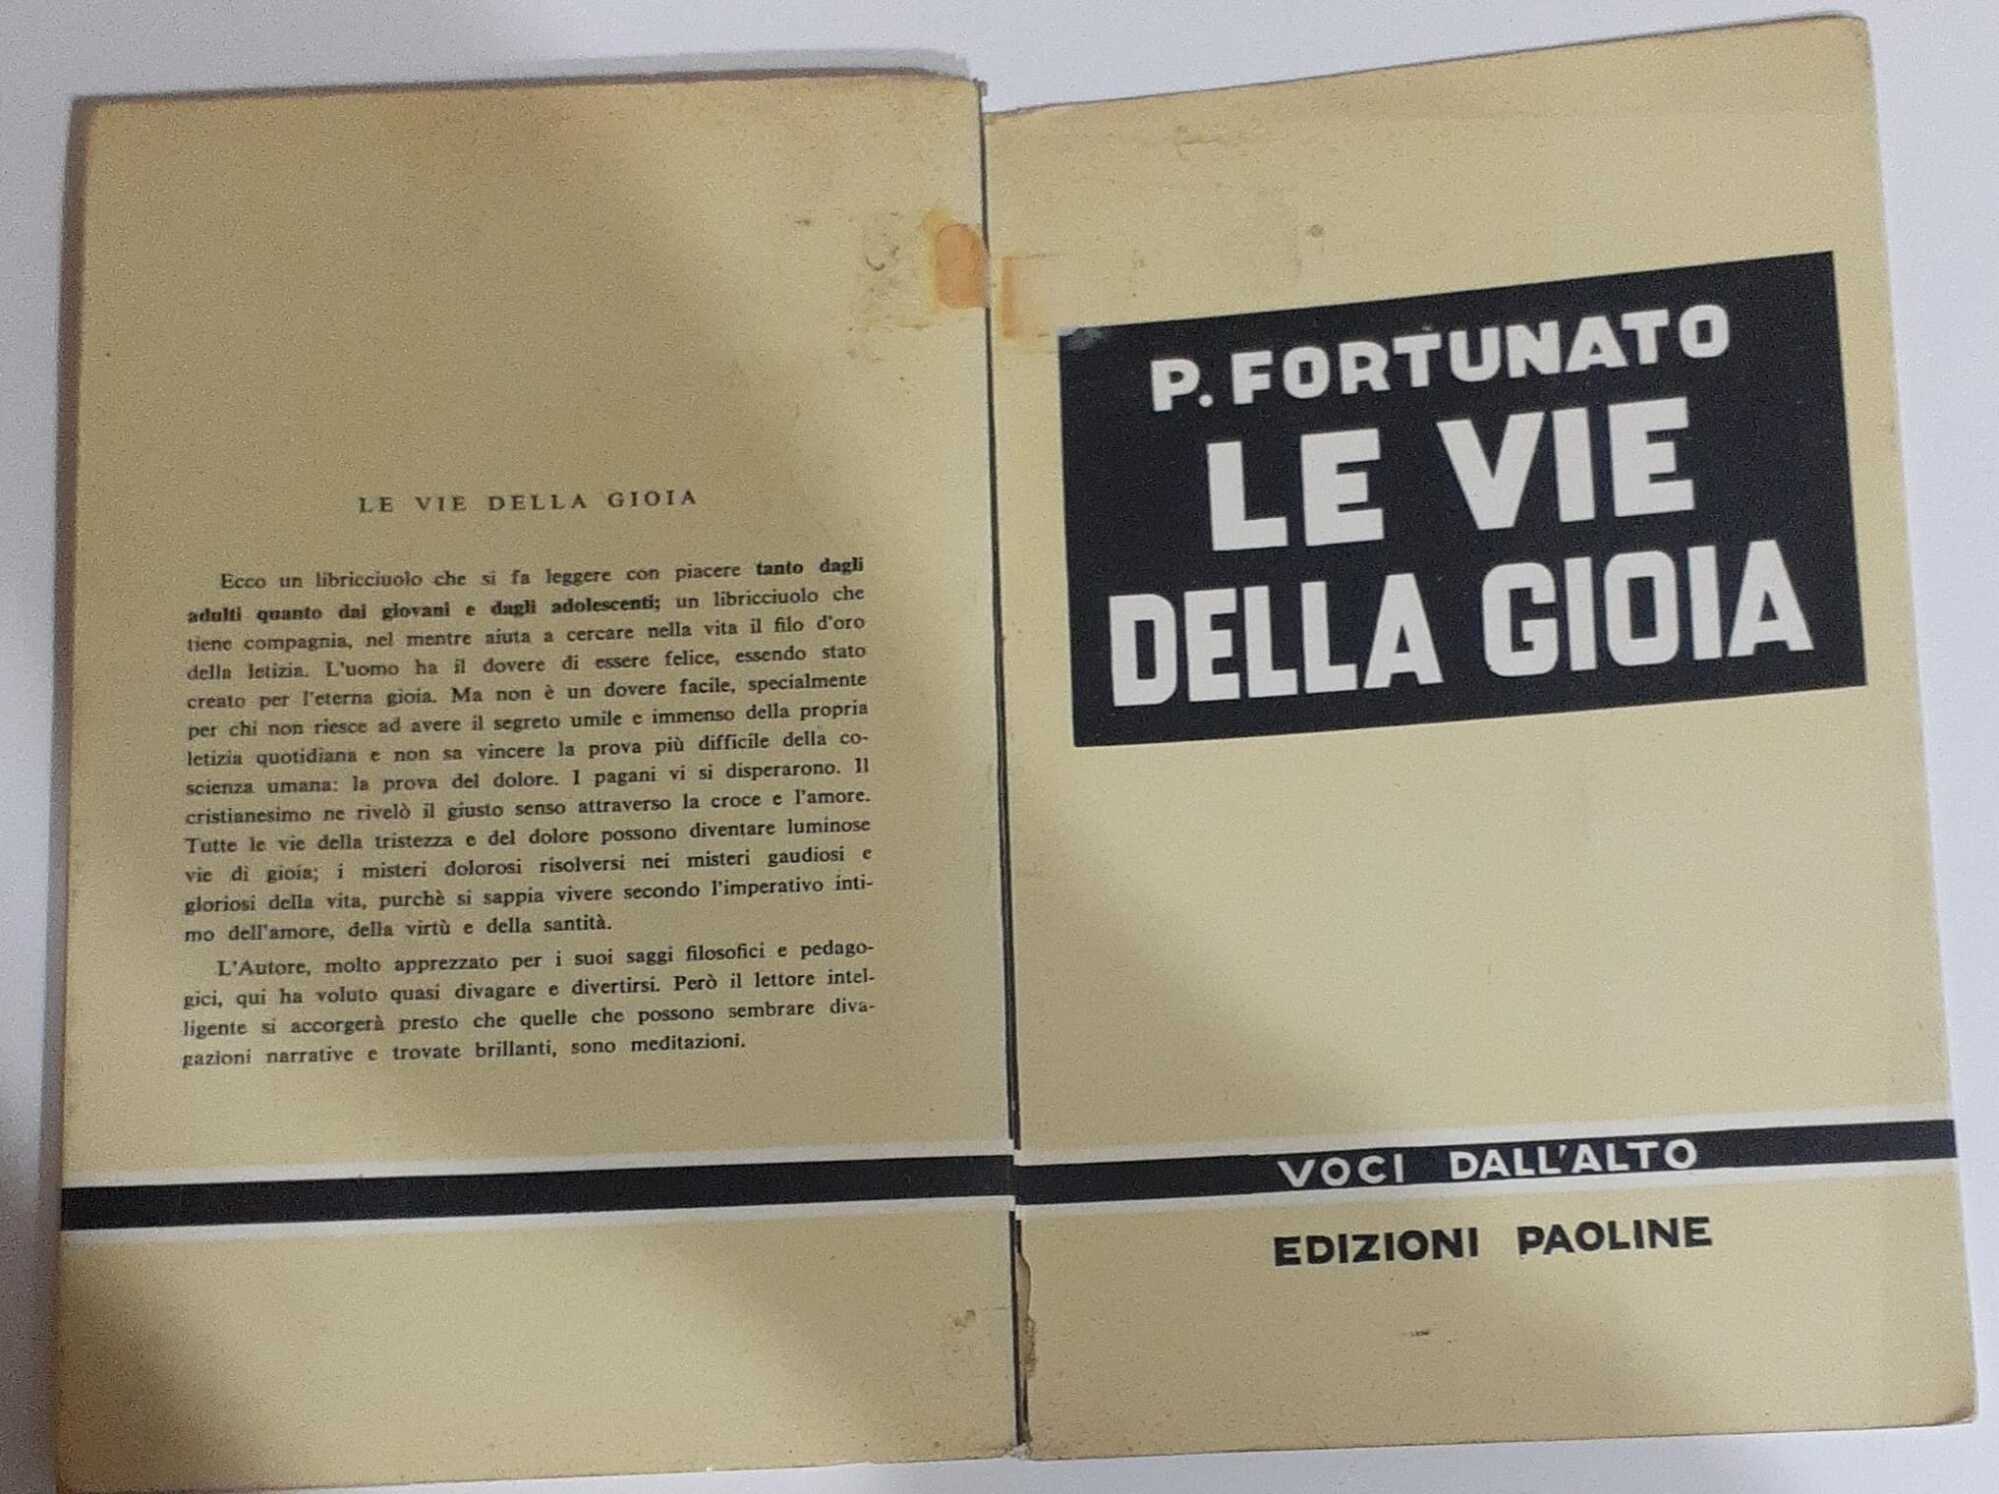 LE VIE DELLA GIOIA
Ecco un libricciuolo che si fa leggere con piacere tanto dagli
adulti quanto dai giovani e dagli adolescenti; un libricciuolo che
tiene compagnia, nel mentre aiuta a cercare nella vita il filo d'oro
della letizia. L'uomo ha il dovere di essere felice, essendo stato
creato per l'eterna gioia. Ma non è un dovere facile, specialmente
per chi non riesce ad avere il segreto umile e immenso della propria
letizia quotidiana e non sa vincere la prova più difficile della co-
scienza umana: la prova del dolore. I pagani vi si disperarono. Il
cristianesimo ne rivelò il giusto senso attraverso la croce e l'amore.
Tutte le vie della tristezza e del dolore possono diventare luminose
vie di gioia; i misteri dolorosi risolversi nei misteri gaudiosi e
gloriosi della vita, purchè si sappia vivere secondo l'imperativo inti-
mo dell'amore, della virtù e della santità.
L'Autore, molto apprezzato per i suoi saggi filosofici e pedago-
gici, qui ha voluto quasi divagare e divertirsi. Però il lettore intel-
ligente si accorgerà presto che quelle che possono sembrare diva-
gazioni narrative e trovate brillanti, sono meditazioni.
P. FORTUNATO
LE VIE
DELLA GIOIA
VOCI DALL'ALTO
EDIZIONI PAOLINE